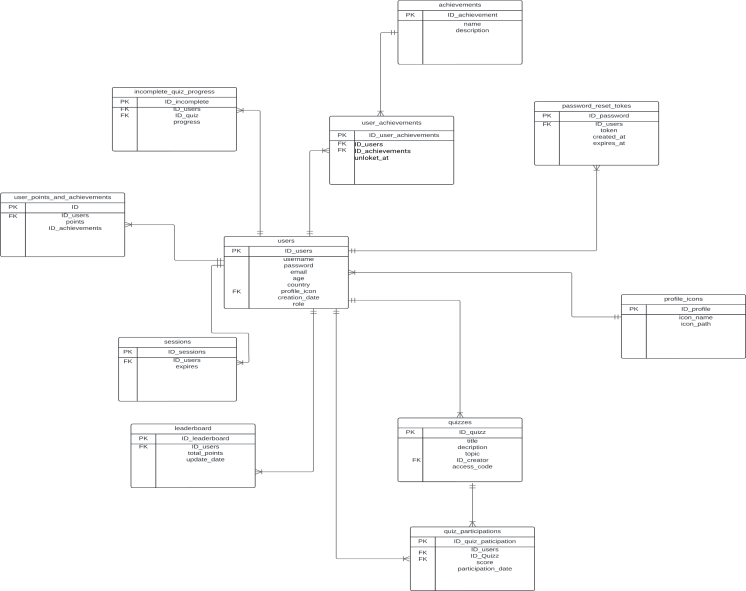 achievements
PK ID_achievement
name
description
incomplete_quiz_progress
PK ID_incomplete
FK ID_users
FK ID_quiz
progress
user_achievements
PK ID_user_achievements
FK ID_users
FK ID_achievements
unloket_at
password_reset_tokes
PK ID_password
FK ID_users
token
created_at
expires_at
user_points_and_achievements
PK ID
FK ID_users
points
ID_achievements
users
PK ID_users
username
password
email
age
country
FK profile_icon
creation_date
role
profile_icons
PK ID_profile
icon_name
icon_path
sessions
PK ID_sessions
FK ID_users
expires
leaderboard
PK ID_leaderboard
FK ID_users
total_points
update_date
quizzes
PK ID_quizz
title
decription
topic
FK ID_creator
access_code
quiz_participations
PK ID_quiz_paticipation
FK ID_users
FK ID_Quizz
score
participation_date